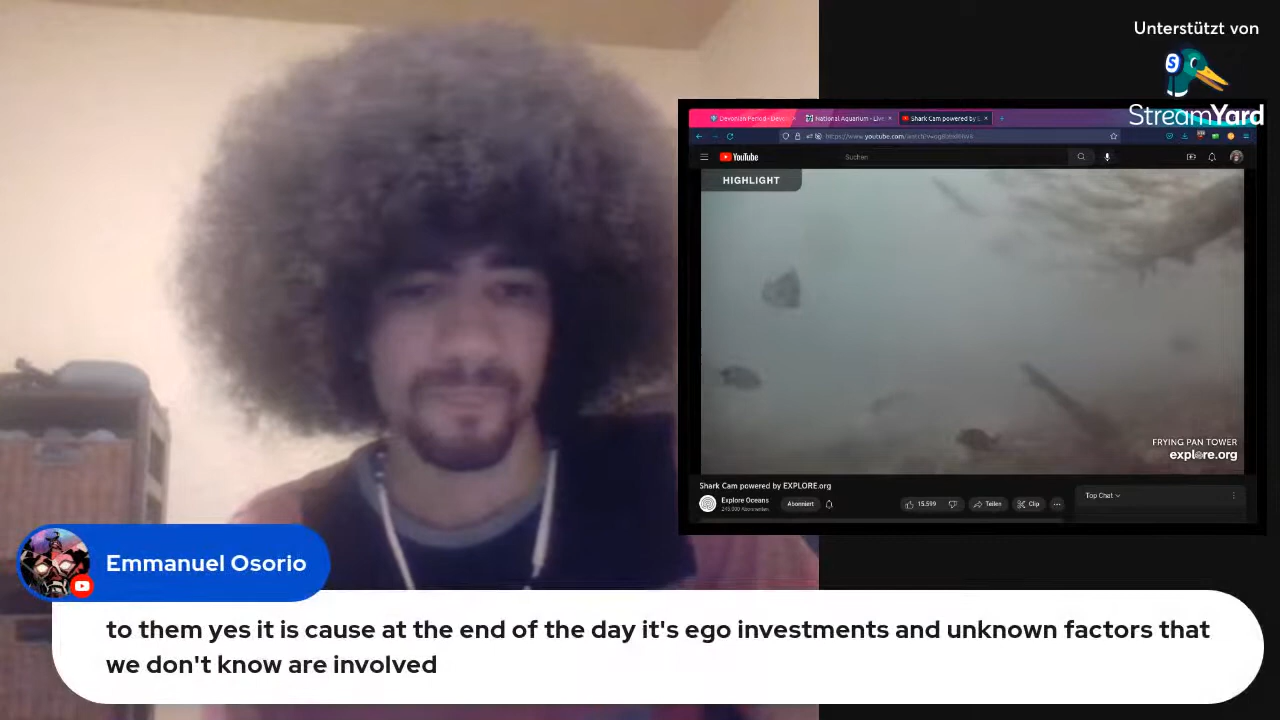 Unterstützt von
StreamYard
National Aquarium - Live
Shark Cam powered by E
YouTube
Suchen
HIGHLIGHT
FRYING PAN TOWER
explore.org
Shark Cam powered by EXPLORE.org
Explore Oceans
Abonniert
15.599
Teilen
Clip
Top Chat
Emmanuel Osorio
to them yes it is cause at the end of the day it's ego investments and unknown factors that
we don't know are involved